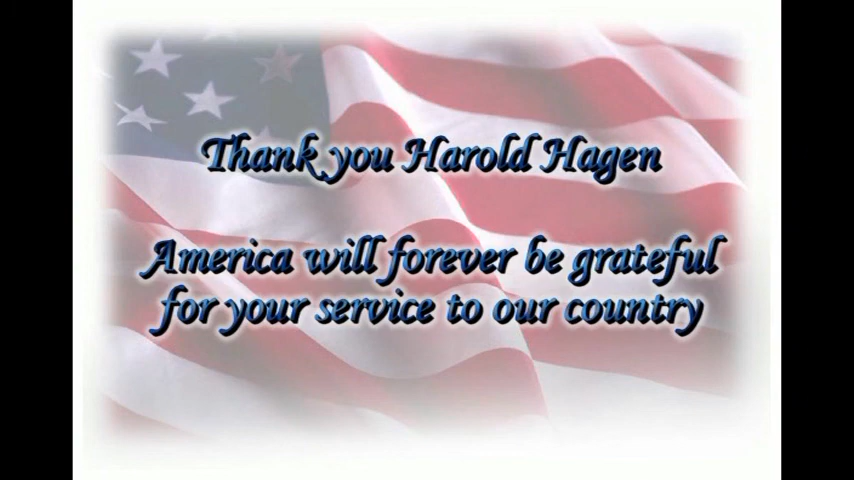 Thank you Harold Hagen
America will forever be grateful
for your service to our country